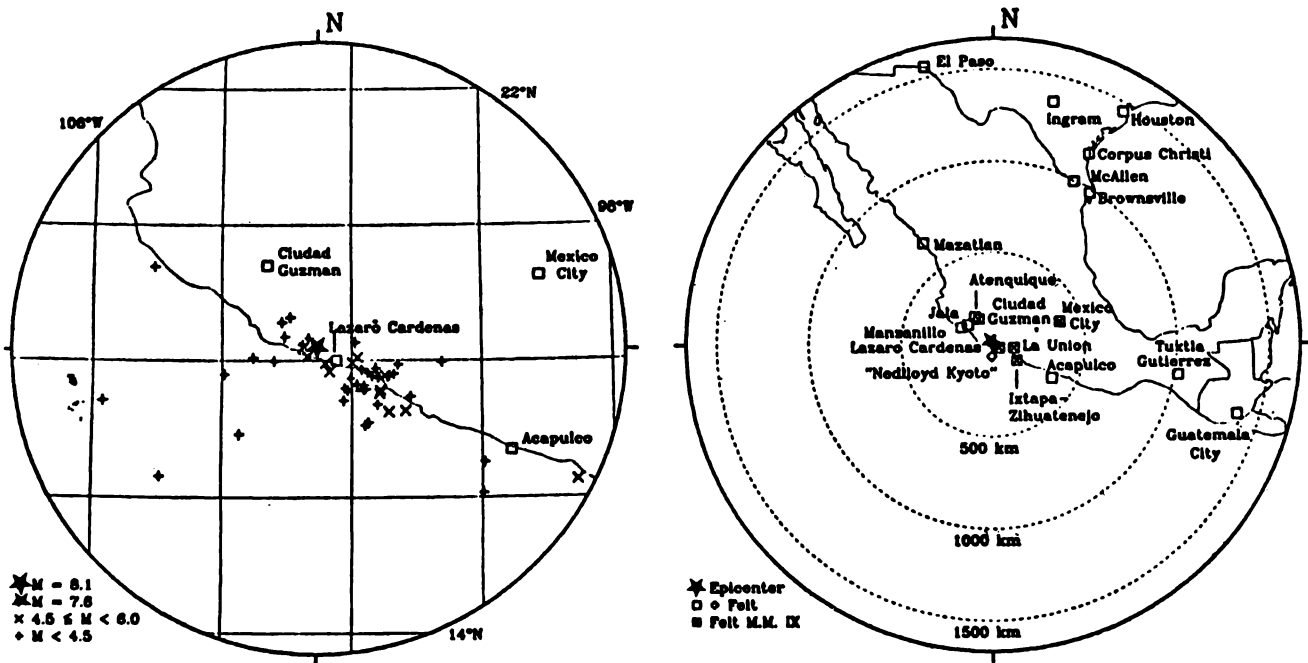 N
106°W
22°N
98°W
Ciudad
Guzman
Mexico
City
Lazaro Cardenas
Acapulco
14°N
M = 8.1
M = 7.6
× 4.5 ≤ M < 6.0
+ M < 4.5
N
El Paso
Ingram
Houston
Corpus Christi
McAllen
Brownsville
Mazatlan
Atenquique
Jala
Ciudad
Guzman
Mexico
City
Manzanillo
Lazaro Cardenas
La Union
"Nedlloyd Kyoto"
Acapulco
Tuktla
Gutierrez
Ixtapa-
Zihuatenejo
Guatemala
City
500 km
1000 km
1500 km
Epicenter
Felt
Felt M.M. IX